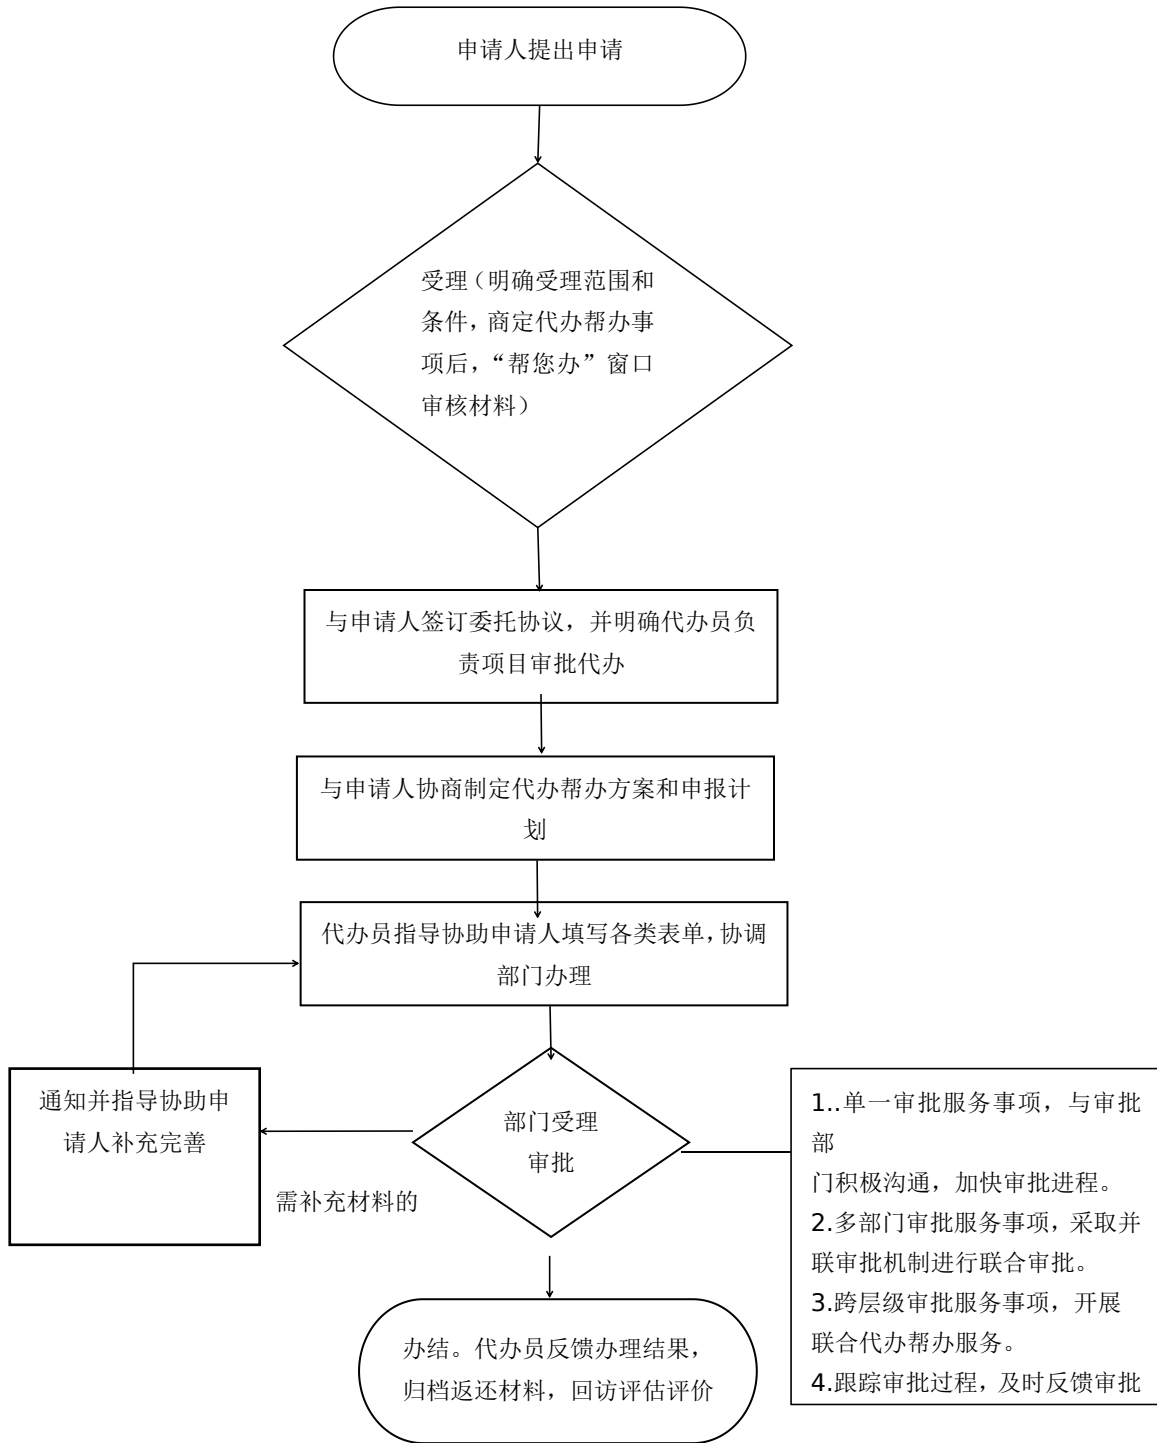 申请人提出申请
受理（明确受理范围和
条件，商定代办帮办事
项后，“帮您办”窗口
审核材料）
与申请人签订委托协议，并明确代办员负
责项目审批代办
与申请人协商制定代办帮办方案和申报计
划
代办员指导协助申请人填写各类表单，协调
部门办理
通知并指导协助申
请人补充完善
需补充材料的
部门受理
审批
1..单一审批服务事项，与审批
部
门积极沟通，加快审批进程。
2.多部门审批服务事项，采取并
联审批机制进行联合审批。
3.跨层级审批服务事项，开展
联合代办帮办服务。
4.跟踪审批过程，及时反馈审批
办结。代办员反馈办理结果，
归档返还材料，回访评估评价